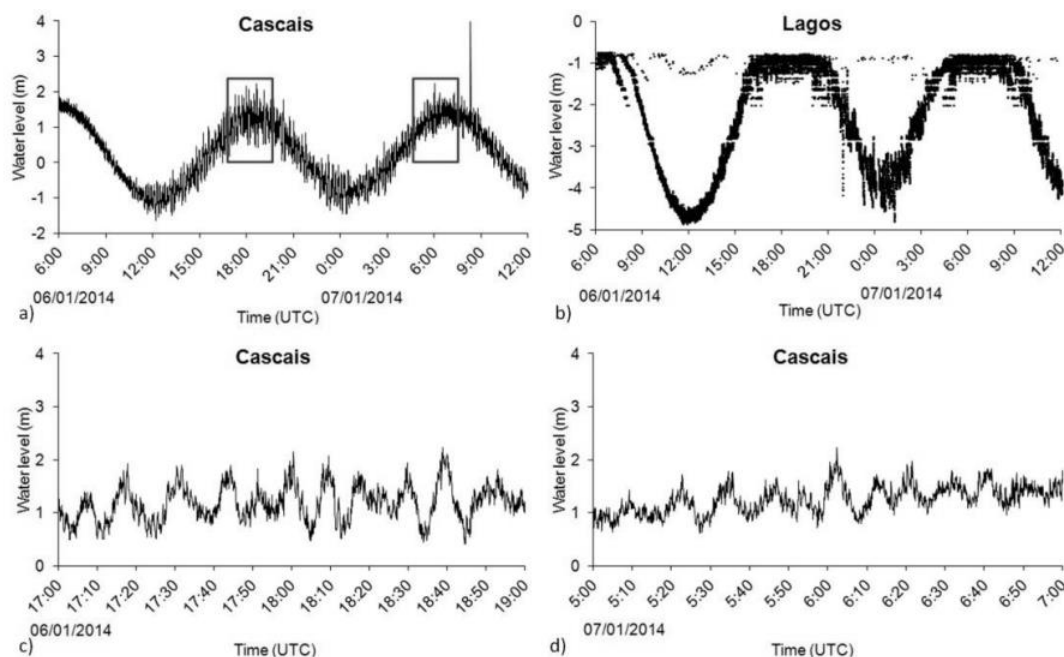 Cascais
Water level (m)
4
3
2
1
0
-1
-2
6:00 9:00 12:00 15:00 18:00 21:00 0:00 3:00 6:00 9:00 12:00
06/01/2014 07/01/2014
a) Time (UTC)
Lagos
Water level (m)
0
-1
-2
-3
-4
-5
6:00 9:00 12:00 15:00 18:00 21:00 0:00 3:00 6:00 9:00 12:00
06/01/2014 07/01/2014
b) Time (UTC)
Cascais
Water level (m)
4
3
2
1
0
17:00 17:10 17:20 17:30 17:40 17:50 18:00 18:10 18:20 18:30 18:40 18:50 19:00
06/01/2014
c) Time (UTC)
Cascais
Water level (m)
4
3
2
1
0
5:00 5:10 5:20 5:30 5:40 5:50 6:00 6:10 6:20 6:30 6:40 6:50 7:00
07/01/2014
d) Time (UTC)